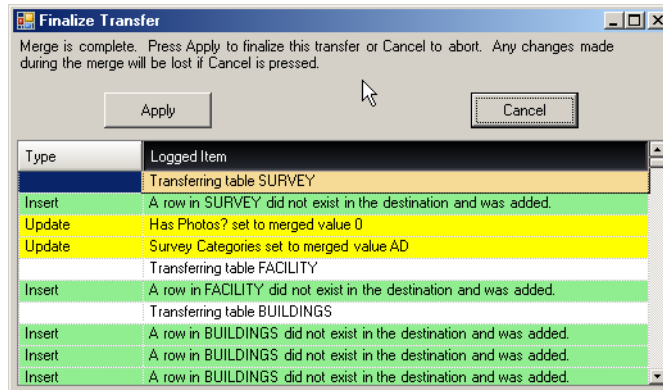 Finalize Transfer
Merge is complete. Press Apply to finalize this transfer or Cancel to abort. Any changes made
during the merge will be lost if Cancel is pressed.
Apply Cancel
Type Logged Item
Transferring table SURVEY
Insert A row in SURVEY did not exist in the destination and was added.
Update Has Photos? set to merged value 0
Update Survey Categories set to merged value AD
Transferring table FACILITY
Insert A row in FACILITY did not exist in the destination and was added.
Transferring table BUILDINGS
Insert A row in BUILDINGS did not exist in the destination and was added.
Insert A row in BUILDINGS did not exist in the destination and was added.
Insert A row in BUILDINGS did not exist in the destination and was added.